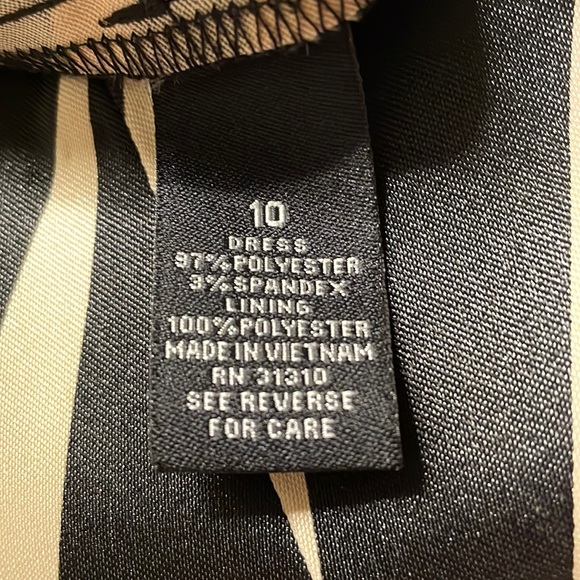 10
DRESS
97% POLYESTER
3% SPANDEX
LINING
100% POLYESTER
MADE IN VIETNAM
RN 31310
SEE REVERSE
FOR CARE